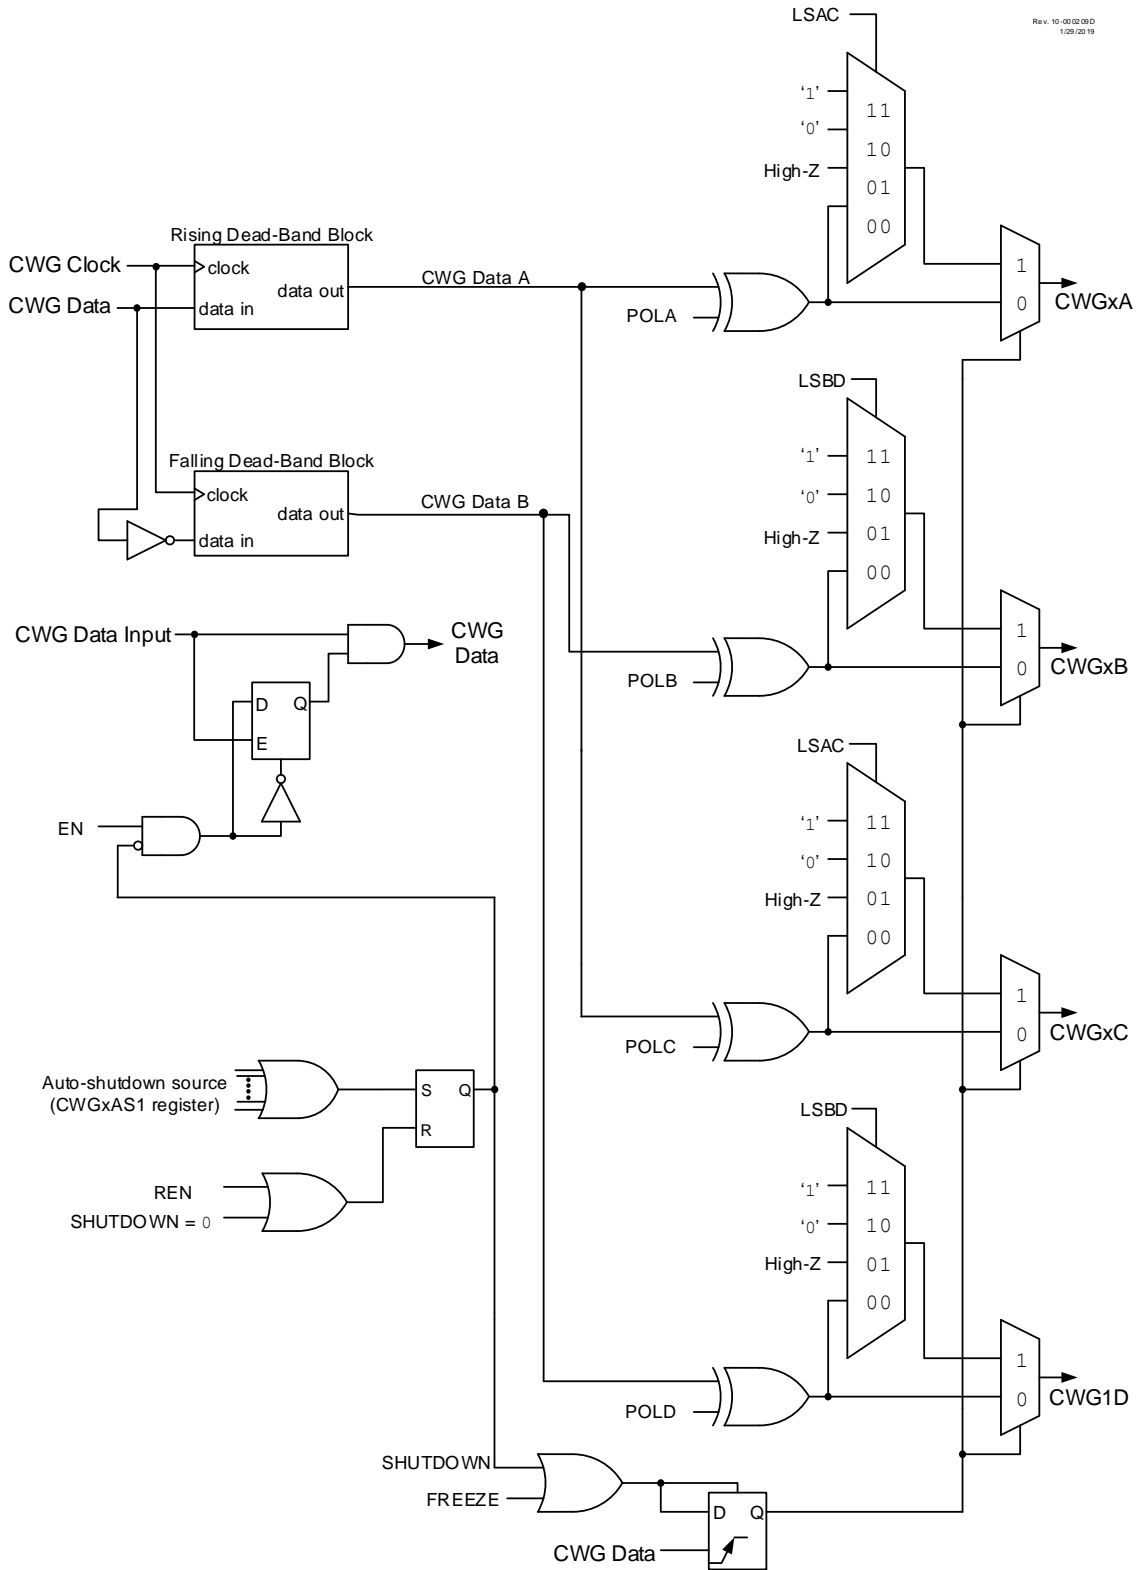 LSAC
Rev. 10-000209D
1/29/2019
'1'
11
'0'
10
High-Z
01
00
Rising Dead-Band Block
CWG Clock
clock
data out
CWG Data A
CWG Data
data in
POLA
1
0
CWGxA
LSBD
Falling Dead-Band Block
clock
data out
CWG Data B
data in
'1'
11
'0'
10
High-Z
01
00
CWG Data Input
CWG
Data
D
Q
E
POLB
1
0
CWGxB
EN
LSAC
'1'
11
'0'
10
High-Z
01
00
POLC
1
0
CWGxC
Auto-shutdown source
(CWGxAS1 register)
S
Q
R
REN
SHUTDOWN = 0
LSBD
'1'
11
'0'
10
High-Z
01
00
POLD
1
0
CWG1D
SHUTDOWN
FREEZE
D
Q
CWG Data